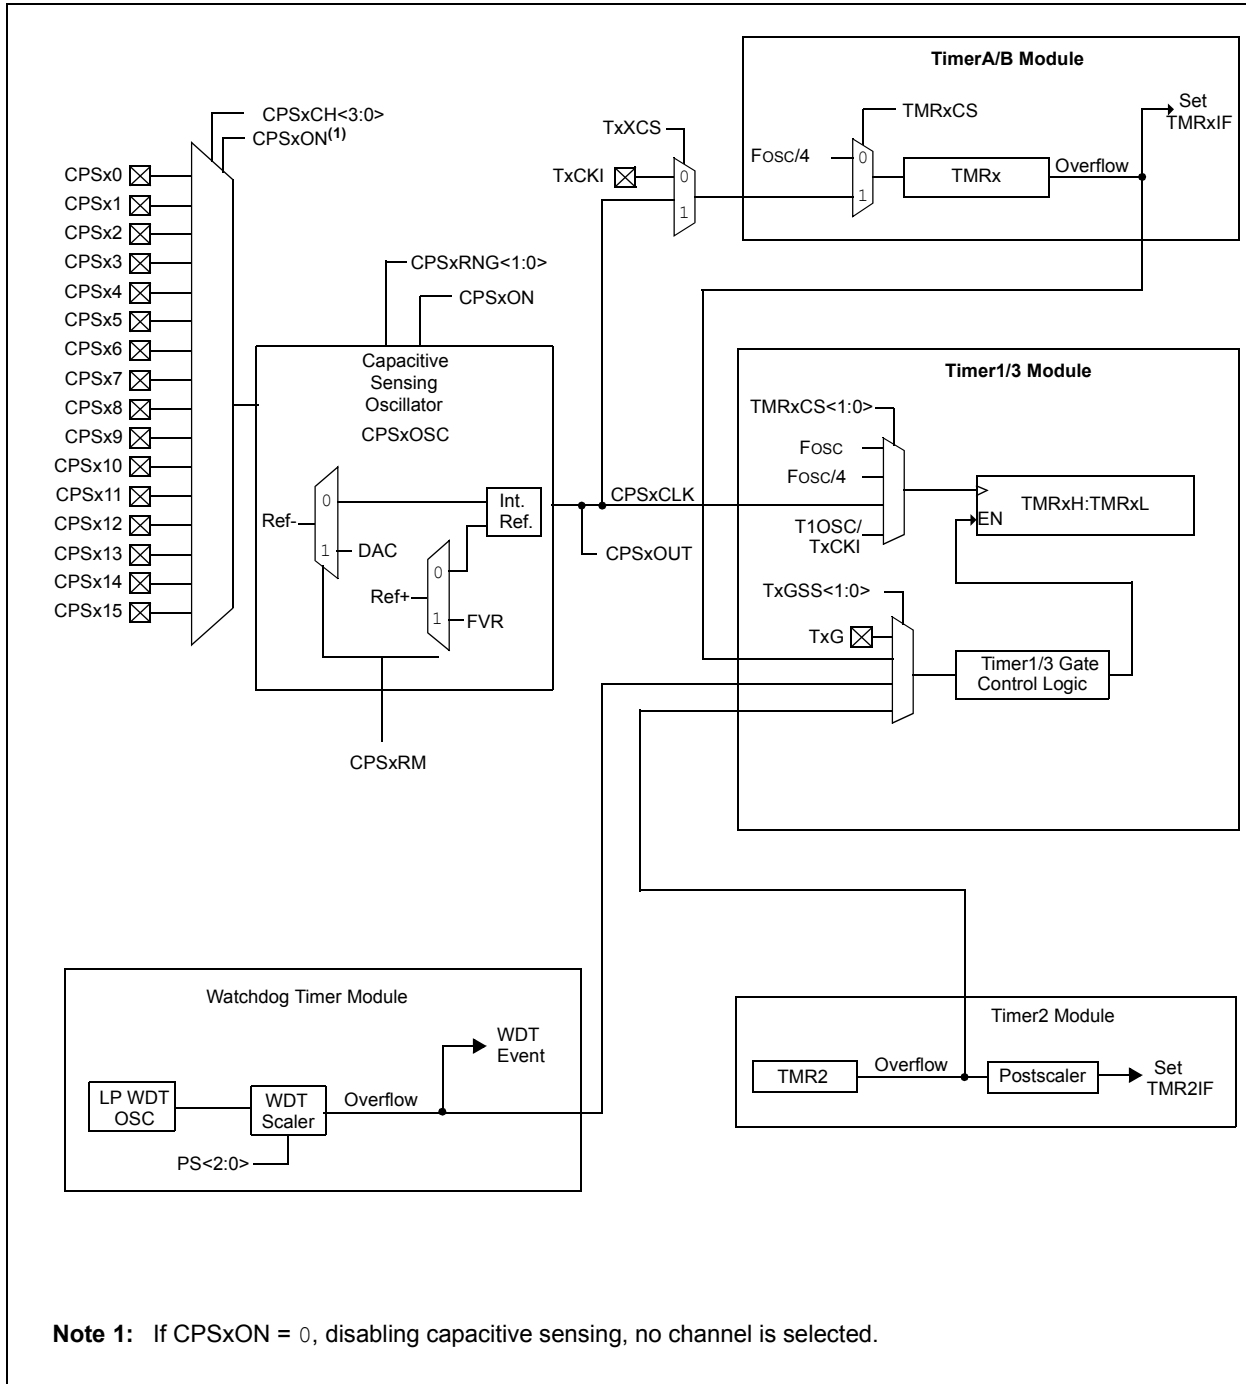 TimerA/B Module
CPSxCH<3:0>
CPSxON(1)
TMRxCS
Set
TMRxIF
TxXCS
FOSC/4
0
1
TMRx
Overflow
TxCKI
0
1
CPSx0
CPSx1
CPSx2
CPSx3
CPSx4
CPSx5
CPSx6
CPSx7
CPSx8
CPSx9
CPSx10
CPSx11
CPSx12
CPSx13
CPSx14
CPSx15
CPSxRNG<1:0>
CPSxON
Capacitive
Sensing
Oscillator
CPSxOSC
0
1
Ref-
DAC
Int.
Ref.
0
1
Ref+
FVR
CPSxRM
CPSxCLK
CPSxOUT
Timer1/3 Module
TMRxCS<1:0>
FOSC
FOSC/4
T1OSC/
TxCKI
TMRxH:TMRxL
EN
TxGSS<1:0>
TxG
Timer1/3 Gate
Control Logic
Watchdog Timer Module
WDT
Event
LP WDT
OSC
WDT
Scaler
Overflow
PS<2:0>
Timer2 Module
TMR2
Overflow
Postscaler
Set
TMR2IF
Note 1: If CPSxON = 0, disabling capacitive sensing, no channel is selected.